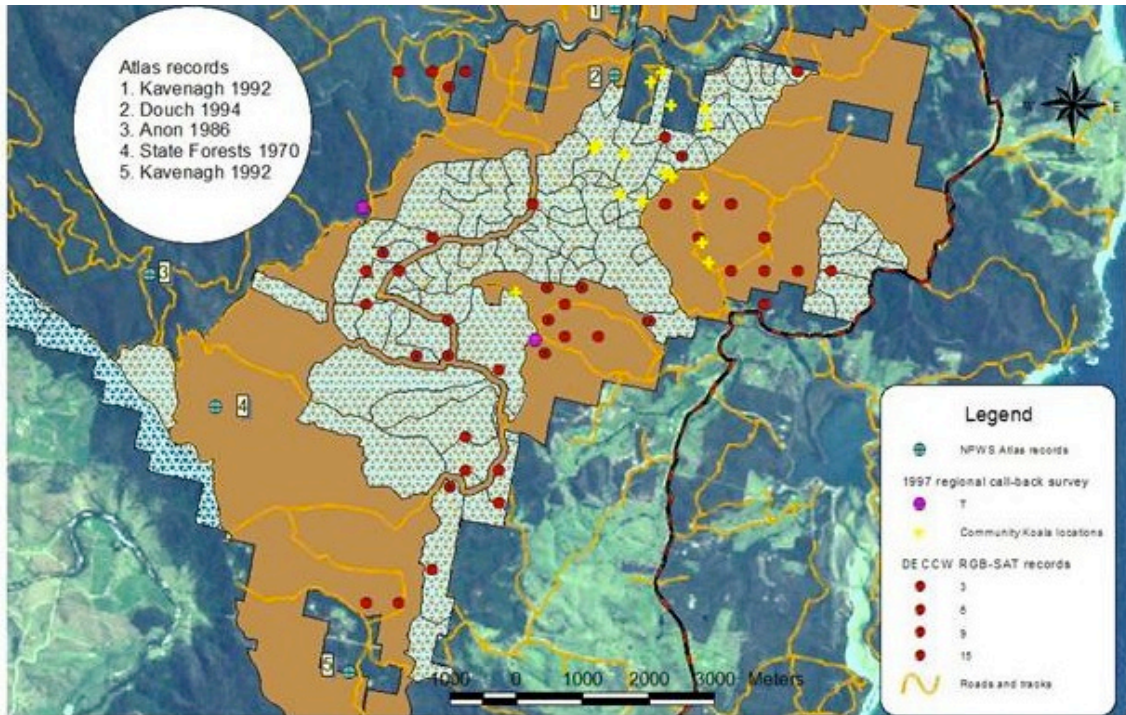 1
2
Atlas records
1. Kavenagh 1992
2. Douch 1994
3. Anon 1986
4. State Forests 1970
5. Kavenagh 1992
N
W E
S
3
4
5
Legend
NPWS Atlas records
1997 regional call-back survey
T
Community Koala locations
DECCW RGB-SAT records
3
6
9
15
Roads and tracks
1000 0 1000 2000 3000 Meters